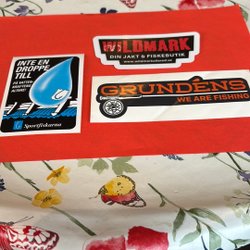 WILDMARK
DIN JAKT & FISKEBUTIK
INTE EN
DROPPE
TILL
GRUNDÉNS
WE ARE FISHING
Sportfiskarna